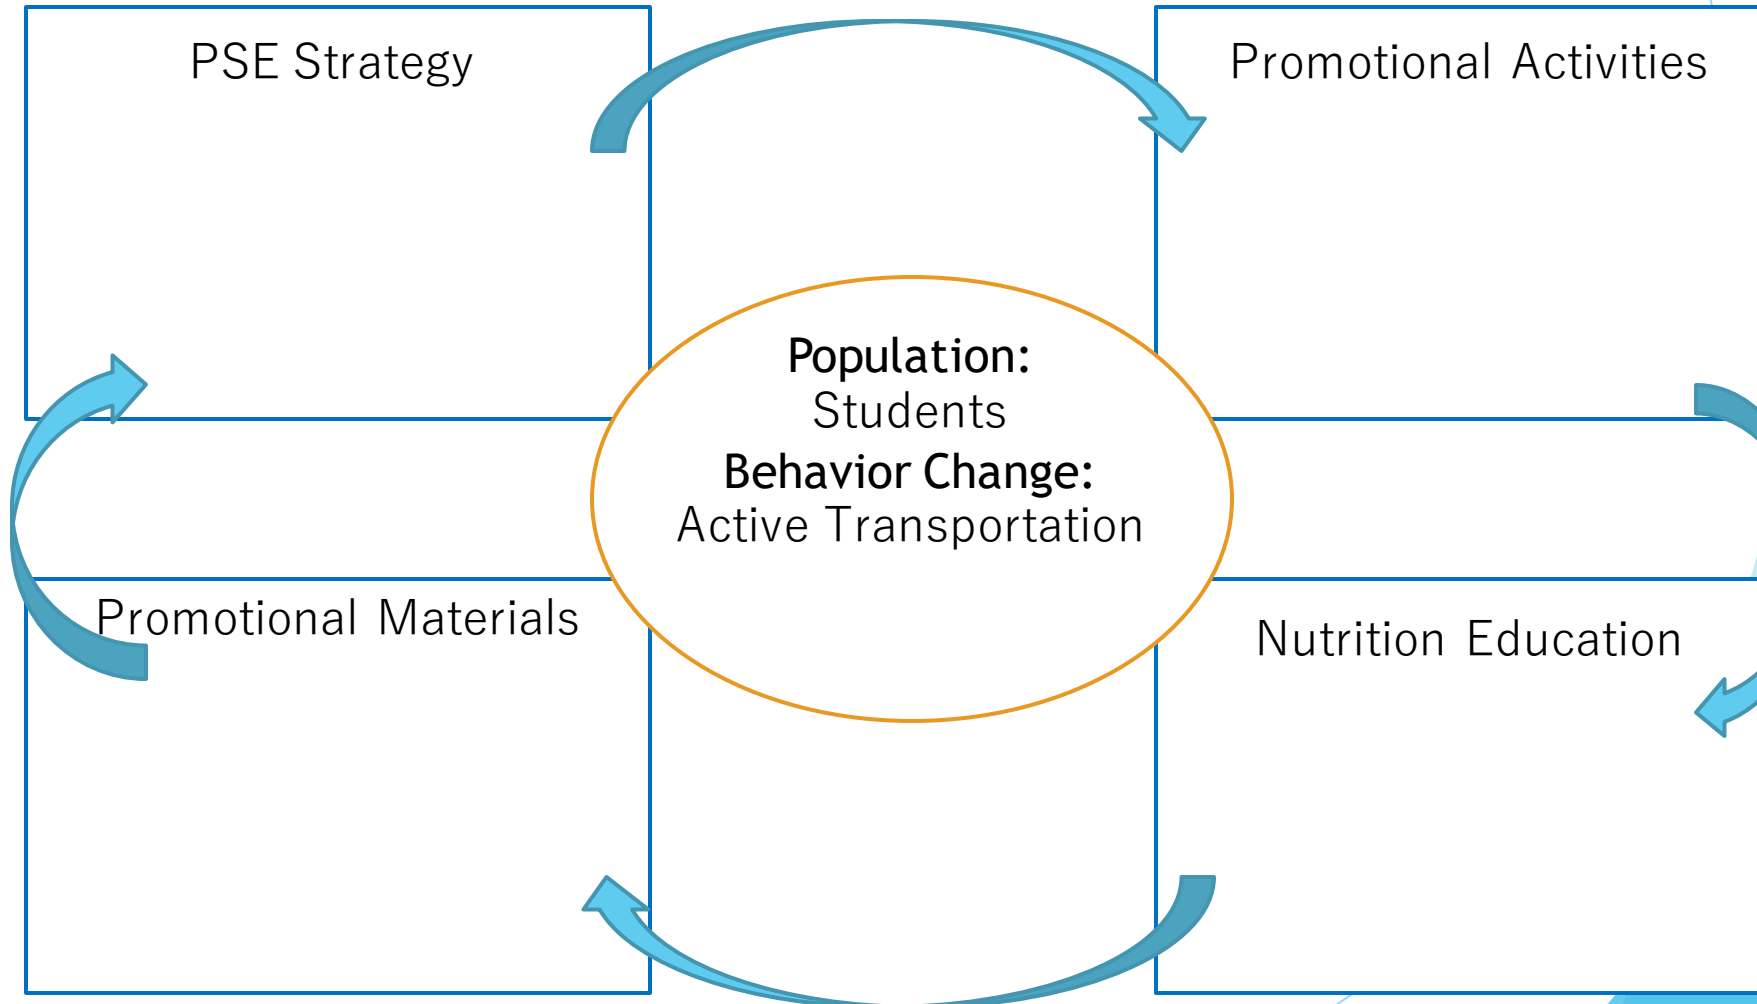 PSE Strategy
Promotional Activities
Population:
Students
Behavior Change:
Active Transportation
Promotional Materials
Nutrition Education